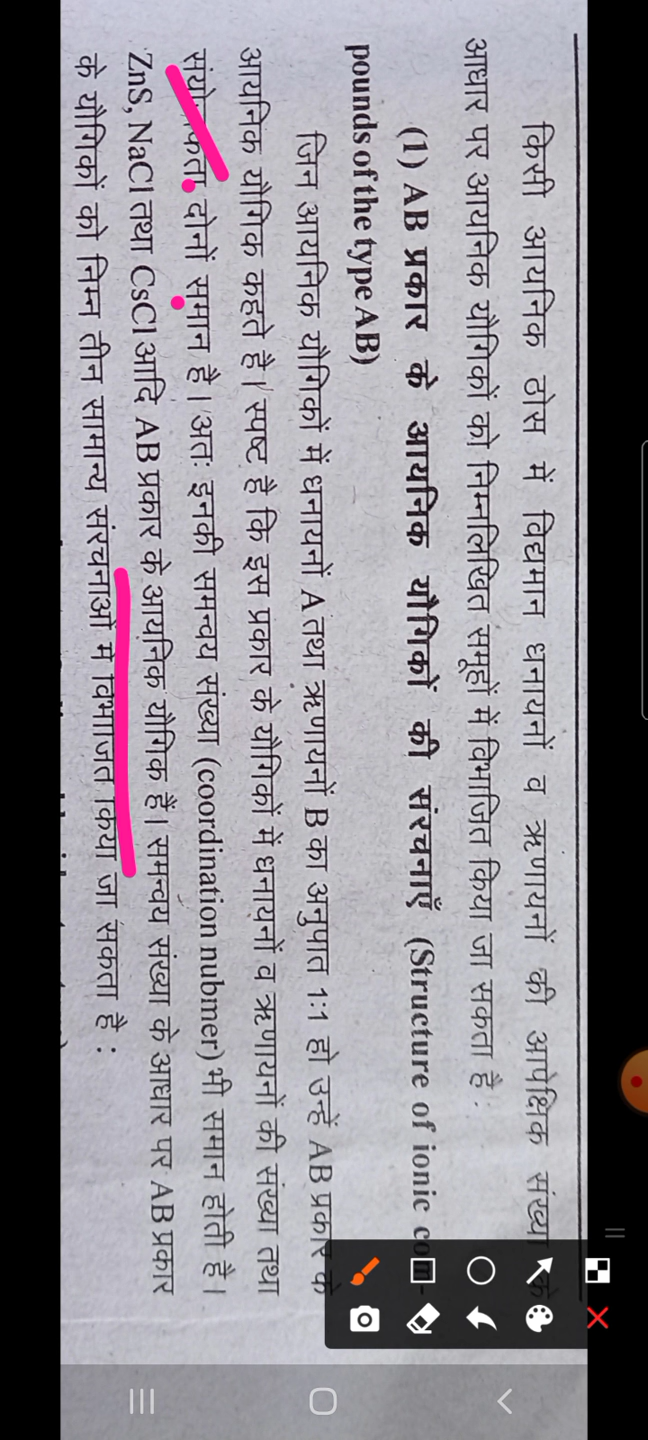 किसी आयनिक ठोस में विद्यमान धनायनों व ऋणायनों की आपेक्षिक संख्या के
आधार पर आयनिक यौगिकों को निम्नलिखित समूहों में विभाजित किया जा सकता है :
(1) AB प्रकार के आयनिक यौगिकों की संरचनाएँ (Structure of ionic com-
pounds of the type AB)
जिन आयनिक यौगिकों में धनायनों A तथा ऋणायनों B का अनुपात 1:1 हो उन्हें AB प्रकार के
आयनिक यौगिक कहते है। स्पष्ट है कि इस प्रकार के यौगिकों में धनायनों व ऋणायनों की संख्या तथा
दोनों समान है। अतः इनकी समन्वय संख्या (coordination nubmer) भी समान होती है।
ZnS, NaCl तथा CsCl आदि AB प्रकार के आयनिक यौगिक हैं। समन्वय संख्या के आधार पर AB प्रकार
के यौगिकों को निम्न तीन सामान्य संरचनाओं में विभाजित किया जा सकता है :